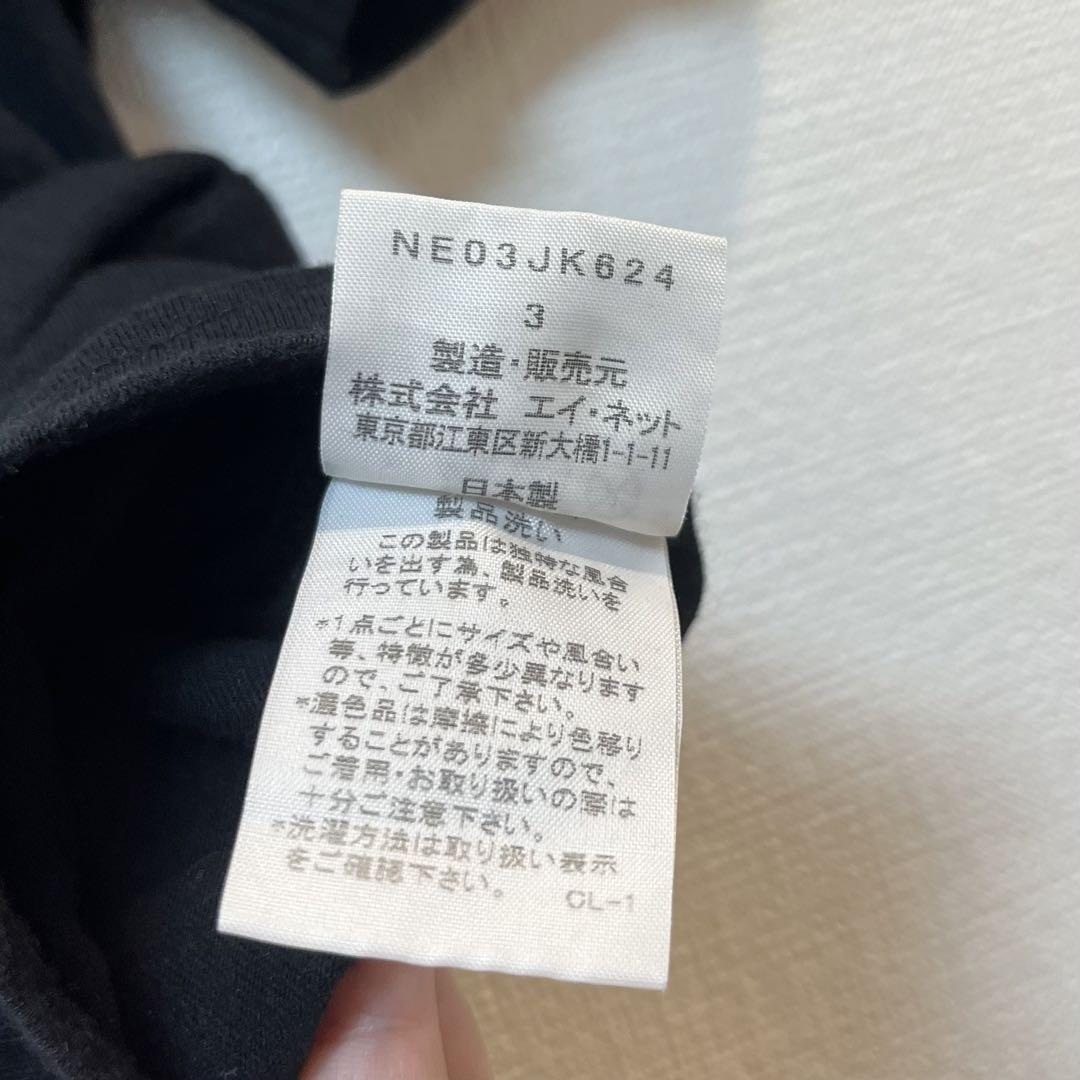 NE03JK624
3
製造・販売元
株式会社 エイ・ネット
東京都江東区新大橋1-1-11
日本製
製品洗い
この製品は独特な風合
いを出す為、製品洗いを
行っています。
*1点ごとにサイズや風合い
等、特徴が多少異なります
ので、ご了承下さい。
*濃色品は摩擦により色移り
することがありますので、
ご着用・お取り扱いの際は
十分ご注意下さい。
*洗濯方法は取り扱い表示
をご確認下さい。
CL-1